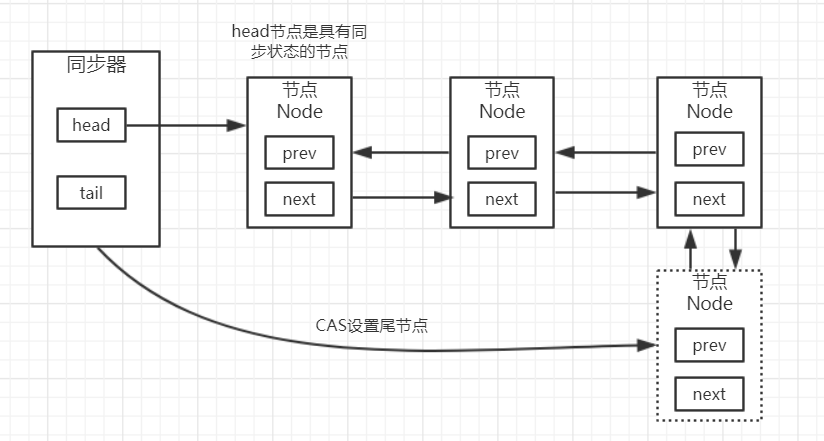 head节点是具有同
步状态的节点
同步器
head
tail
节点
Node
prev
next
节点
Node
prev
next
节点
Node
prev
next
CAS设置尾节点
节点
Node
prev
next